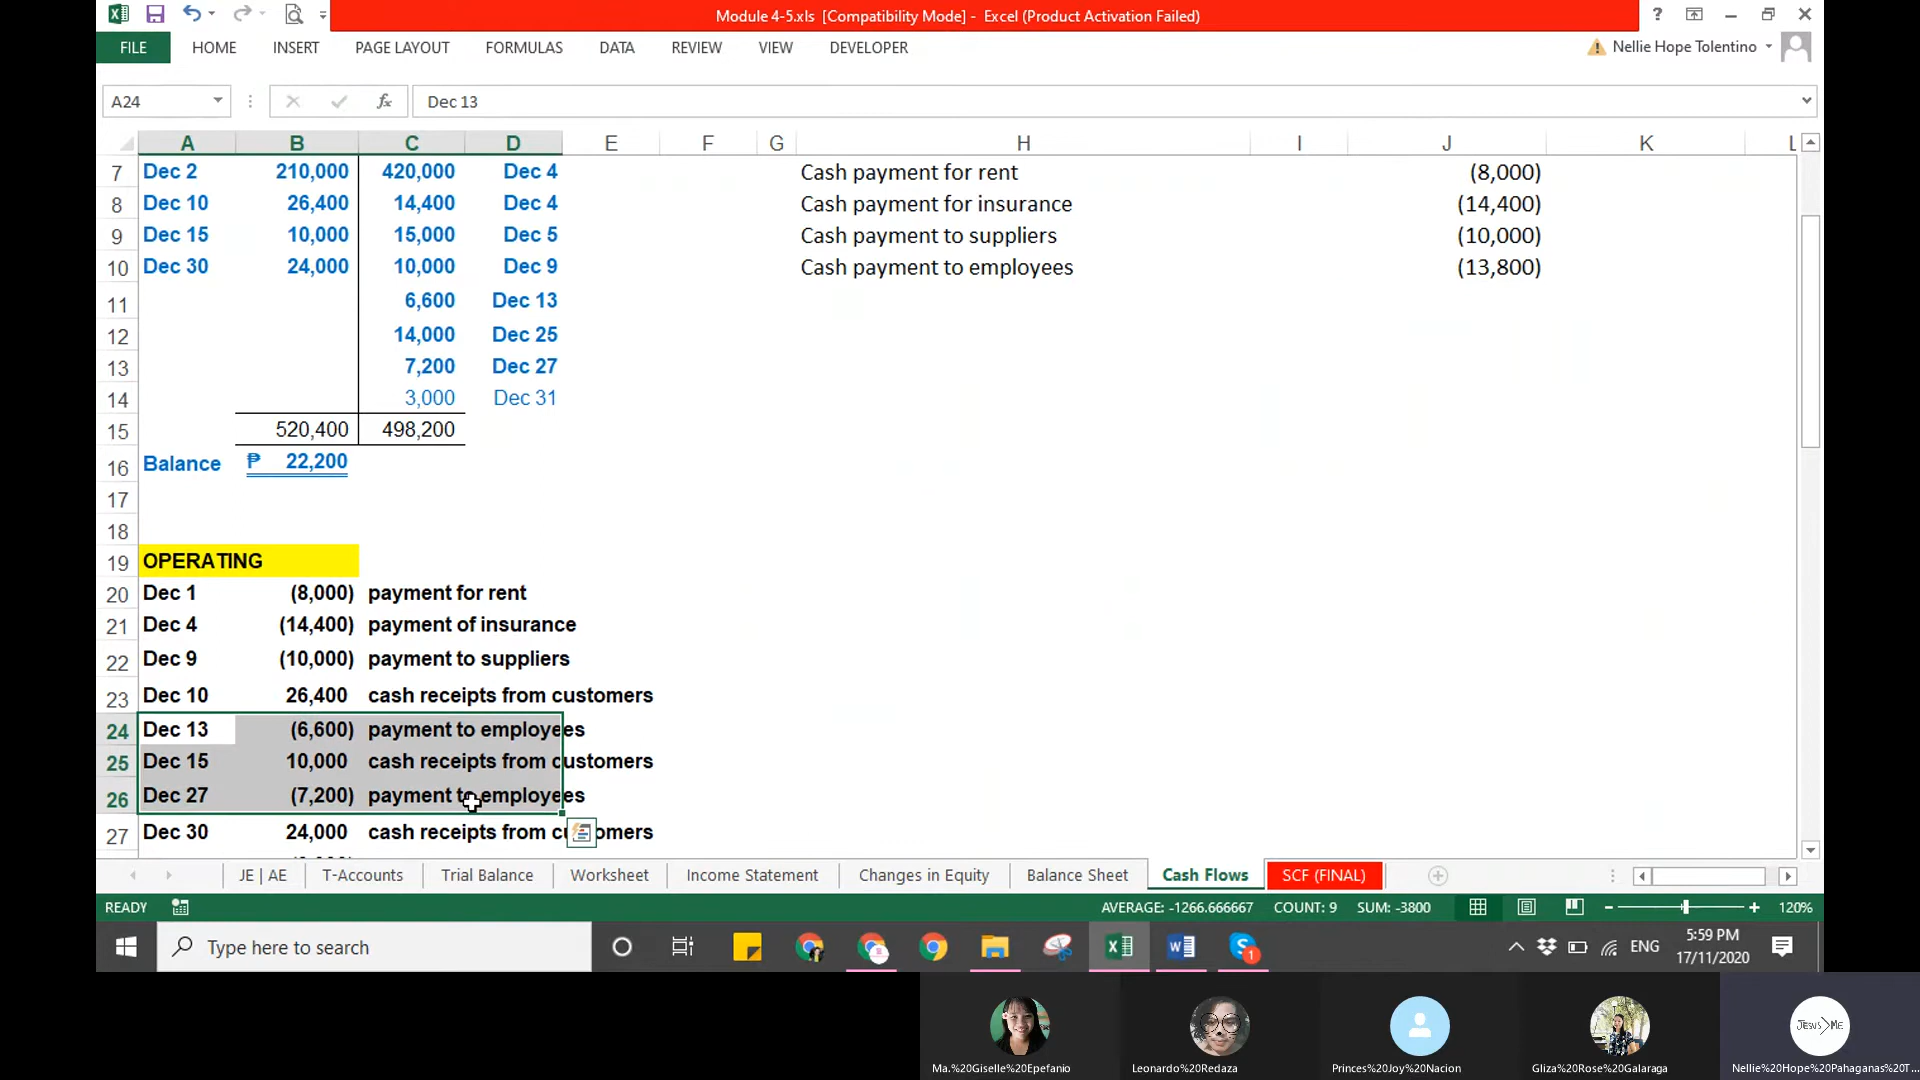 Module 4-5.xls [Compatibility Mode] - Excel (Product Activation Failed)
FILE HOME INSERT PAGE LAYOUT FORMULAS DATA REVIEW VIEW DEVELOPER Nellie Hope Tolentino
A24 fx Dec 13
A B C D E F G H I J K L
7 Dec 2 210,000 420,000 Dec 4 Cash payment for rent (8,000)
8 Dec 10 26,400 14,400 Dec 4 Cash payment for insurance (14,400)
9 Dec 15 10,000 15,000 Dec 5 Cash payment to suppliers (10,000)
10 Dec 30 24,000 10,000 Dec 9 Cash payment to employees (13,800)
11 6,600 Dec 13
12 14,000 Dec 25
13 7,200 Dec 27
14 3,000 Dec 31
15 520,400 498,200
16 Balance ₱ 22,200
17
18
19 OPERATING
20 Dec 1 (8,000) payment for rent
21 Dec 4 (14,400) payment of insurance
22 Dec 9 (10,000) payment to suppliers
23 Dec 10 26,400 cash receipts from customers
24 Dec 13 (6,600) payment to employees
25 Dec 15 10,000 cash receipts from customers
26 Dec 27 (7,200) payment to employees
27 Dec 30 24,000 cash receipts from customers
JE | AE T-Accounts Trial Balance Worksheet Income Statement Changes in Equity Balance Sheet Cash Flows SCF (FINAL)
READY AVERAGE: -1266.666667 COUNT: 9 SUM: -3800 120%
Type here to search ENG 5:59 PM
17/11/2020
JESUS>ME
Ma.%20Giselle%20Epefanio Leonardo%20Redaza Princes%20Joy%20Nacion Gliza%20Rose%20Galaraga Nellie%20Hope%20Pahaganas%20T...